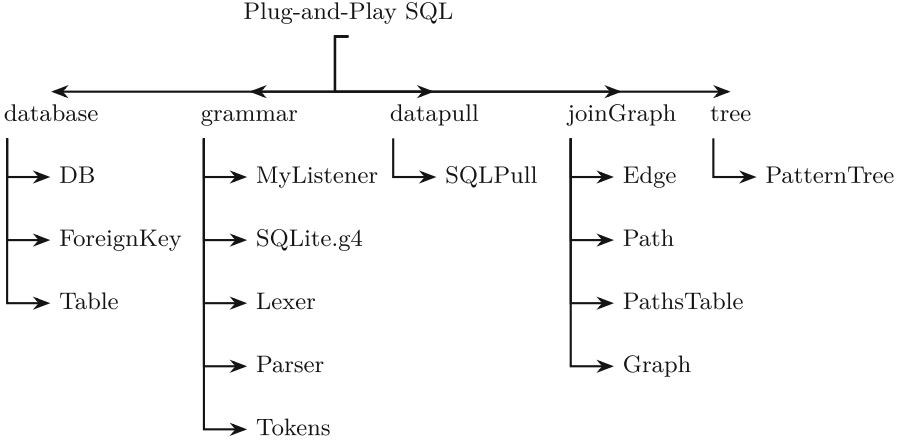 Plug-and-Play SQL
database grammar datapull joinGraph tree
DB MyListener SQLPull Edge PatternTree
ForeignKey SQLite.g4 Path
Table Lexer PathsTable
Parser Graph
Tokens